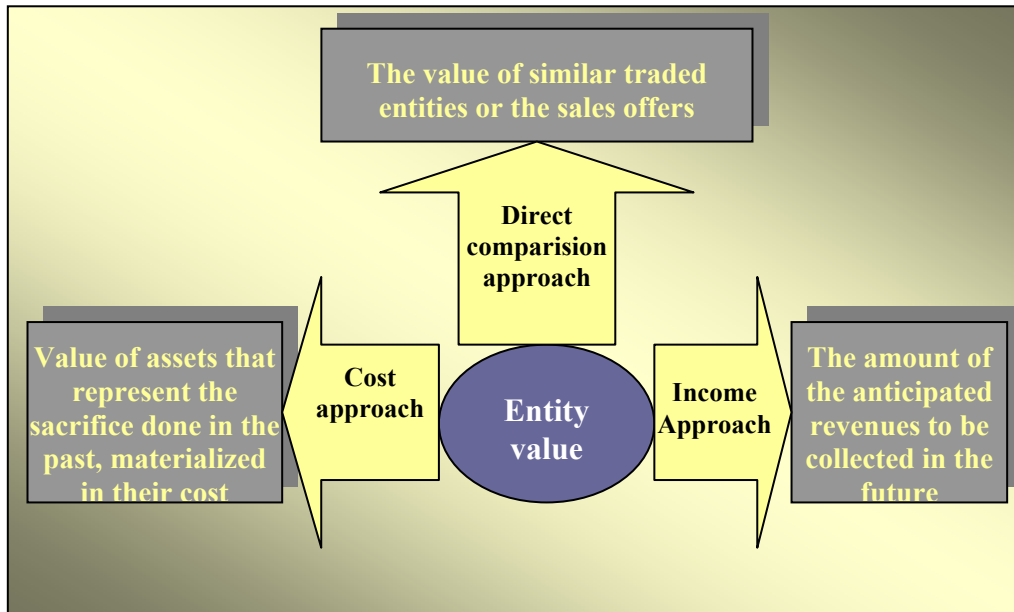 The value of similar traded
entities or the sales offers
Direct
comparision
approach
Value of assets that
represent the
sacrifice done in the
past, materialized
in their cost
Cost
approach
Entity
value
Income
Approach
The amount of
the anticipated
revenues to be
collected in the
future